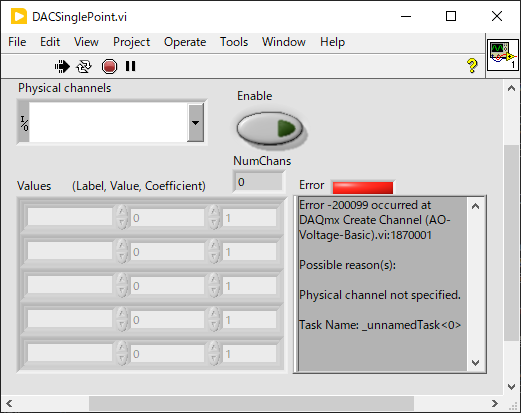 DACSinglePoint.vi
File Edit View Project Operate Tools Window Help
? 1
Physical channels
I/O
Enable
NumChans
0
Values (Label, Value, Coefficient)
Error
0 1
0 1
0 1
0 1
0 1
Error -200099 occurred at
DAQmx Create Channel (AO-
Voltage-Basic).vi:1870001
Possible reason(s):
Physical channel not specified.
Task Name: _unnamedTask<0>